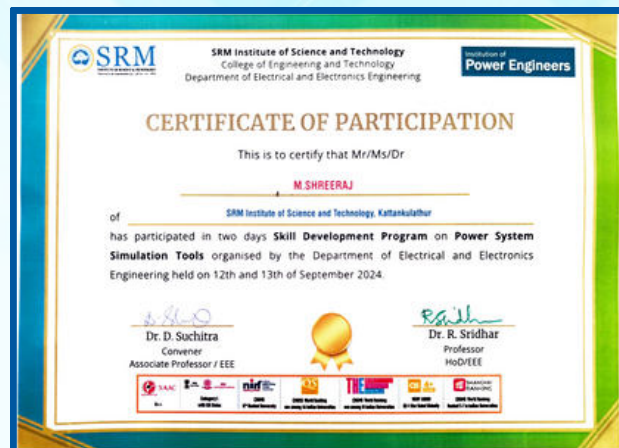 SRM
SRM Institute of Science and Technology
College of Engineering and Technology
Department of Electrical and Electronics Engineering
Institution of
Power Engineers
CERTIFICATE OF PARTICIPATION
This is to certify that Mr/Ms/Dr
M.SHREERAJ
of SRM Institute of Science and Technology, Kattankulathur
has participated in two days Skill Development Program on Power System
Simulation Tools organised by the Department of Electrical and Electronics
Engineering held on 12th and 13th of September 2024.
Dr. D. Suchitra
Convener
Associate Professor / EEE
R.Sridhar
Dr. R. Sridhar
Professor
HoD/EEE
NAAC
nirf
QS
THE